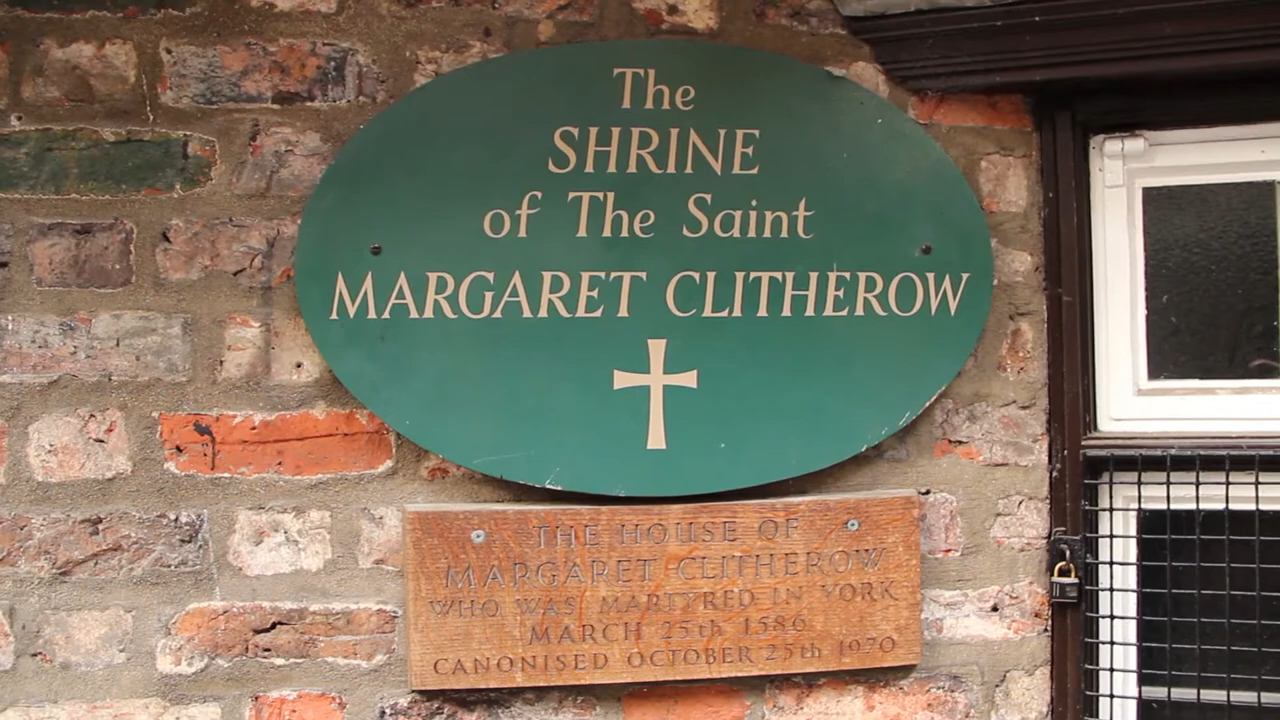 The
SHRINE
of The Saint
MARGARET CLITHEROW
THE HOUSE OF
MARGARET CLITHEROW
WHO WAS MARTYRED IN YORK
MARCH 25th 1586
CANONISED OCTOBER 25th 1970